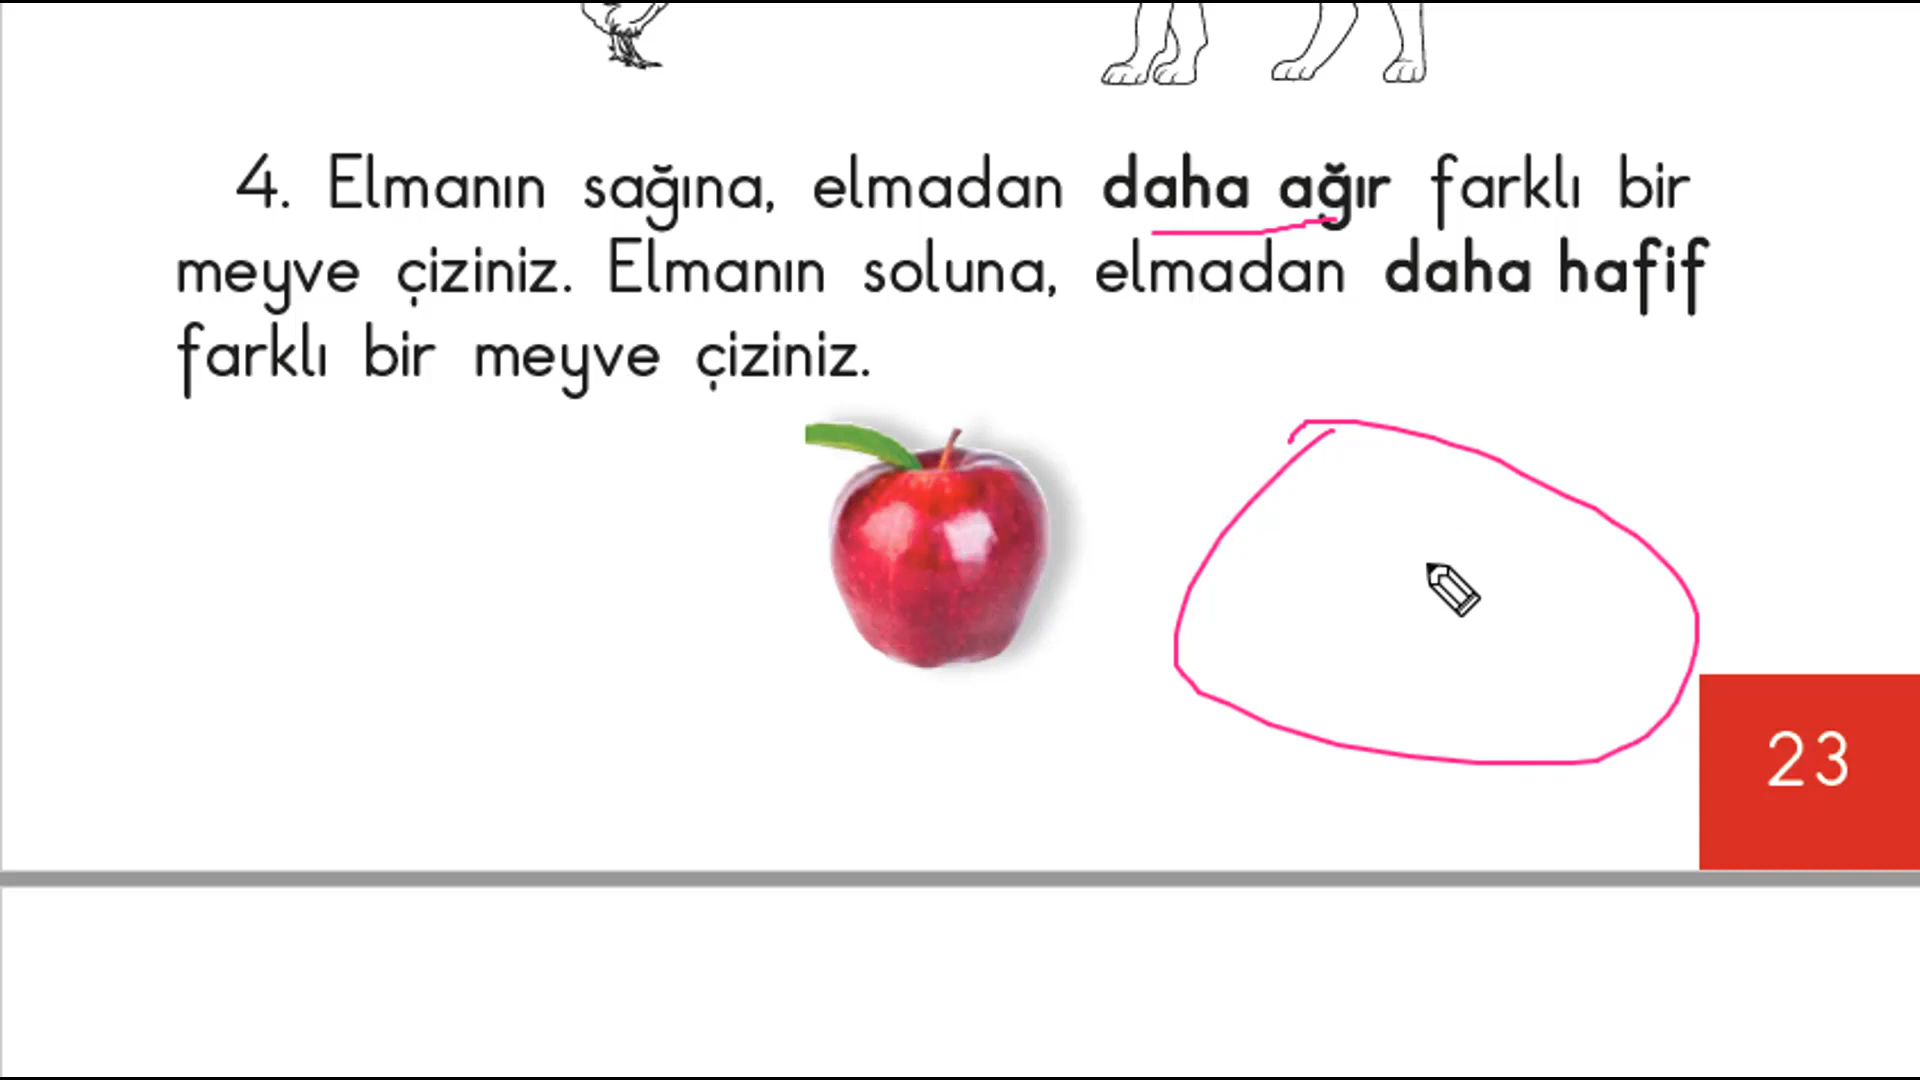 4. Elmanın sağına, elmadan daha ağır farklı bir
meyve çiziniz. Elmanın soluna, elmadan daha hafif
farklı bir meyve çiziniz.
23